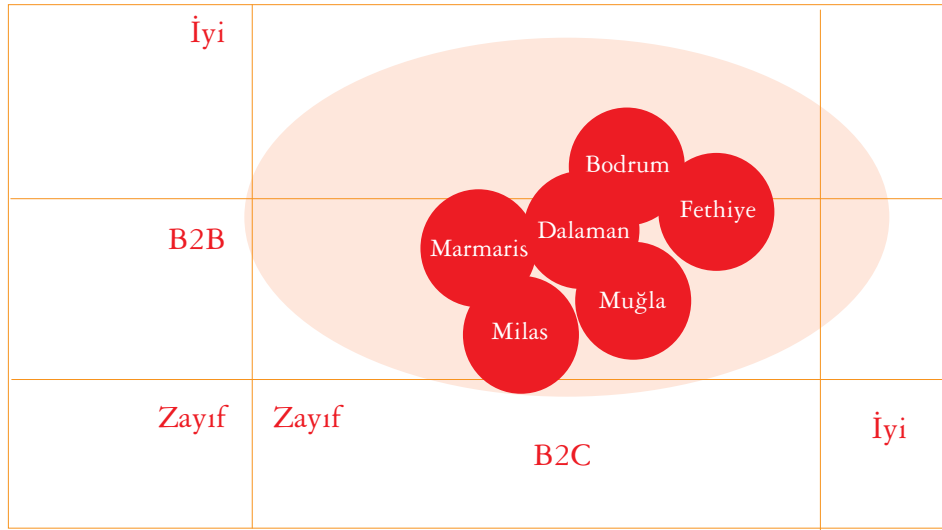 İyi
Bodrum
Fethiye
Dalaman
B2B
Marmaris
Muğla
Milas
Zayıf
Zayıf
İyi
B2C